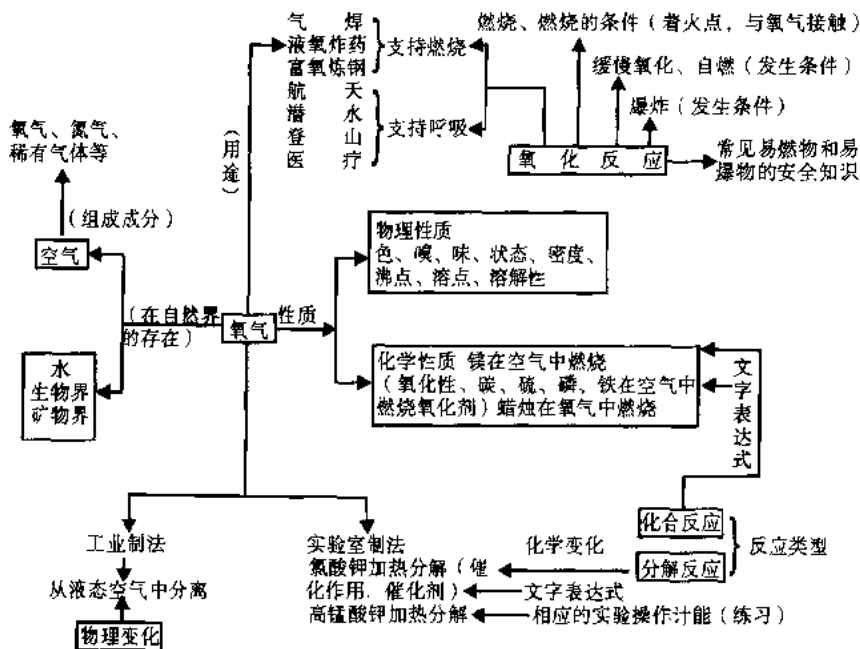 气 焊
液氧炸药
富氧炼钢
支持燃烧
航 天
潜 水
登 山
医 疗
支持呼吸
(用途)
燃烧、燃烧的条件(着火点,与氧气接触)
缓慢氧化、自燃(发生条件)
爆炸(发生条件)
氧 化 反 应
常见易燃物和易
爆物的安全知识
氧气、氮气、
稀有气体等
(组成成分)
空气
(在自然界
的存在)
氧气
性质
水
生物界
矿物界
物理性质
色、嗅、味、状态、密度、
沸点、溶点、溶解性
化学性质 镁在空气中燃烧
(氧化性、碳、硫、磷、铁在空气中
燃烧氧化剂)蜡烛在氧气中燃烧
文字表达式
化合反应
分解反应
反应类型
化学变化
工业制法
从液态空气中分离
物理变化
实验室制法
氯酸钾加热分解(催
化作用.催化剂)
文字表达式
高锰酸钾加热分解
相应的实验操作计能(练习)